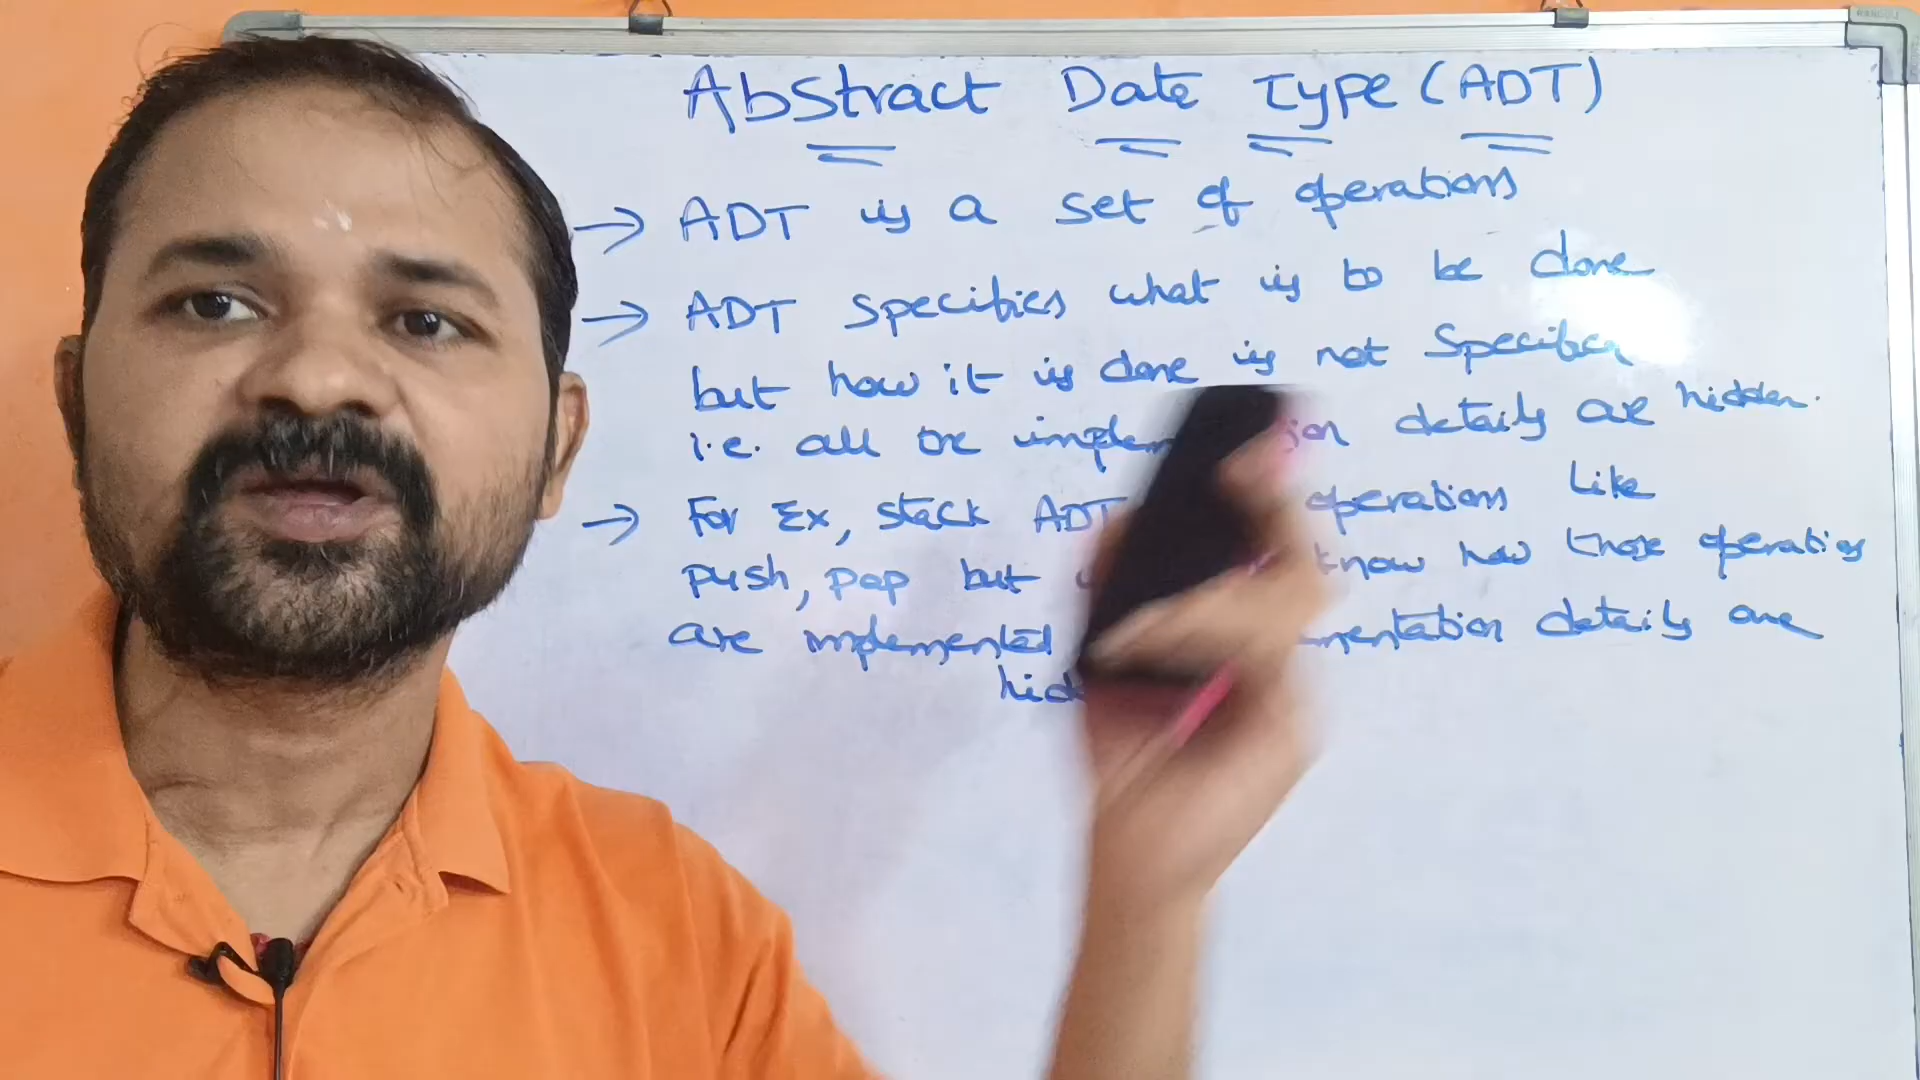 Abstract Date Type (ADT)
→ ADT is a set of operations
→ ADT specifies what is to be done
but how it is done is not
i.e. all the details are hidden.
→ For Ex, stack ADT operations like
push, pop but know how those operations
are implemented details are